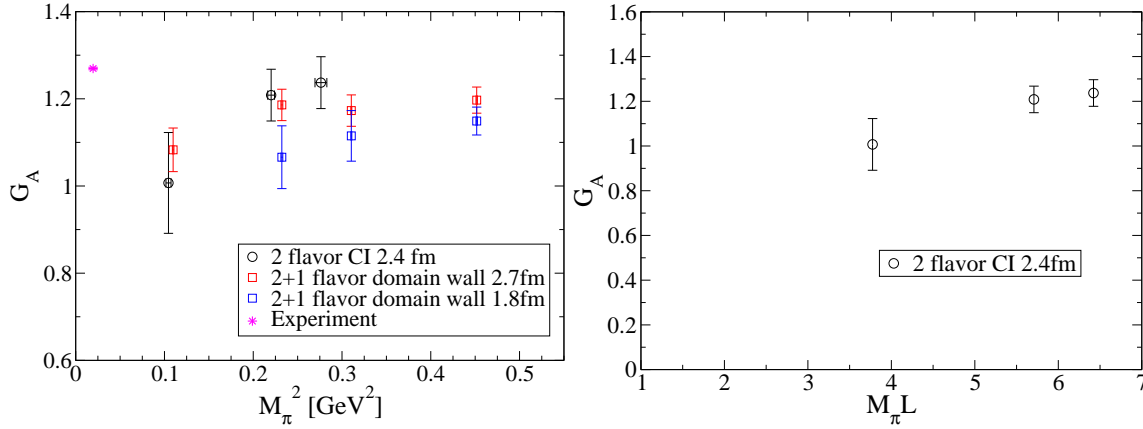 1.4
1.2
1
0.8
0.6
G_A
2 flavor CI 2.4 fm
2+1 flavor domain wall 2.7fm
2+1 flavor domain wall 1.8fm
Experiment
0 0.1 0.2 0.3 0.4 0.5
M_π^2 [GeV^2]
1.6
1.4
1.2
1
0.8
0.6
0.4
0.2
0
G_A
2 flavor CI 2.4fm
1 2 3 4 5 6 7
M_πL